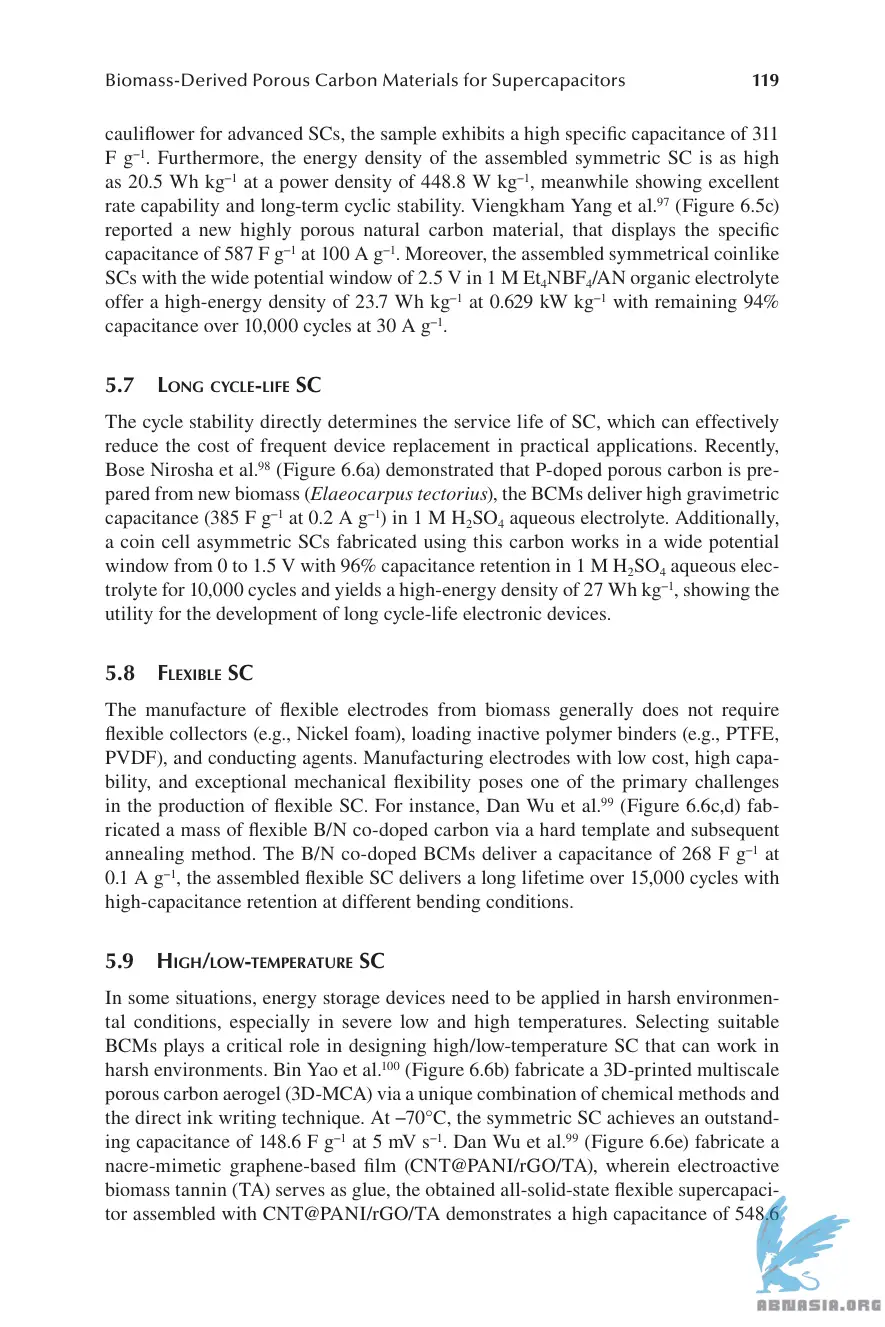 Biomass-Derived Porous Carbon Materials for Supercapacitors 119
cauliflower for advanced SCs, the sample exhibits a high specific capacitance of 311
F g⁻¹. Furthermore, the energy density of the assembled symmetric SC is as high
as 20.5 Wh kg⁻¹ at a power density of 448.8 W kg⁻¹, meanwhile showing excellent
rate capability and long-term cyclic stability. Viengkham Yang et al.⁹⁷ (Figure 6.5c)
reported a new highly porous natural carbon material, that displays the specific
capacitance of 587 F g⁻¹ at 100 A g⁻¹. Moreover, the assembled symmetrical coinlike
SCs with the wide potential window of 2.5 V in 1 M Et₄NBF₄/AN organic electrolyte
offer a high-energy density of 23.7 Wh kg⁻¹ at 0.629 kW kg⁻¹ with remaining 94%
capacitance over 10,000 cycles at 30 A g⁻¹.
5.7 Long cycle-life SC
The cycle stability directly determines the service life of SC, which can effectively
reduce the cost of frequent device replacement in practical applications. Recently,
Bose Nirosha et al.⁹⁸ (Figure 6.6a) demonstrated that P-doped porous carbon is pre-
pared from new biomass (Elaeocarpus tectorius), the BCMs deliver high gravimetric
capacitance (385 F g⁻¹ at 0.2 A g⁻¹) in 1 M H₂SO₄ aqueous electrolyte. Additionally,
a coin cell asymmetric SCs fabricated using this carbon works in a wide potential
window from 0 to 1.5 V with 96% capacitance retention in 1 M H₂SO₄ aqueous elec-
trolyte for 10,000 cycles and yields a high-energy density of 27 Wh kg⁻¹, showing the
utility for the development of long cycle-life electronic devices.
5.8 Flexible SC
The manufacture of flexible electrodes from biomass generally does not require
flexible collectors (e.g., Nickel foam), loading inactive polymer binders (e.g., PTFE,
PVDF), and conducting agents. Manufacturing electrodes with low cost, high capa-
bility, and exceptional mechanical flexibility poses one of the primary challenges
in the production of flexible SC. For instance, Dan Wu et al.⁹⁹ (Figure 6.6c,d) fab-
ricated a mass of flexible B/N co-doped carbon via a hard template and subsequent
annealing method. The B/N co-doped BCMs deliver a capacitance of 268 F g⁻¹ at
0.1 A g⁻¹, the assembled flexible SC delivers a long lifetime over 15,000 cycles with
high-capacitance retention at different bending conditions.
5.9 High/low-temperature SC
In some situations, energy storage devices need to be applied in harsh environmen-
tal conditions, especially in severe low and high temperatures. Selecting suitable
BCMs plays a critical role in designing high/low-temperature SC that can work in
harsh environments. Bin Yao et al.¹⁰⁰ (Figure 6.6b) fabricate a 3D-printed multiscale
porous carbon aerogel (3D-MCA) via a unique combination of chemical methods and
the direct ink writing technique. At −70°C, the symmetric SC achieves an outstand-
ing capacitance of 148.6 F g⁻¹ at 5 mV s⁻¹. Dan Wu et al.⁹⁹ (Figure 6.6e) fabricate a
nacre-mimetic graphene-based film (CNT@PANI/rGO/TA), wherein electroactive
biomass tannin (TA) serves as glue, the obtained all-solid-state flexible supercapaci-
tor assembled with CNT@PANI/rGO/TA demonstrates a high capacitance of 548.6
ABNASIA.ORG